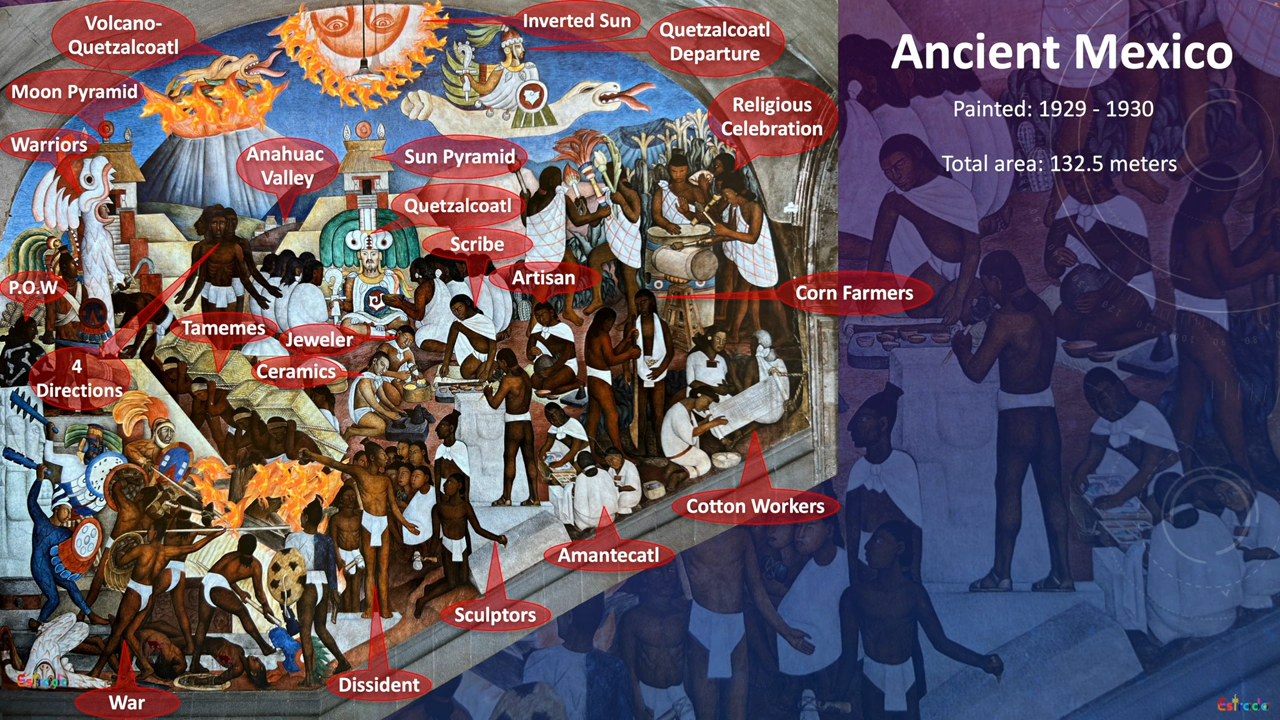 Ancient Mexico
Painted: 1929 - 1930
Total area: 132.5 meters
Volcano-
Quetzalcoatl
Inverted Sun
Quetzalcoatl
Departure
Moon Pyramid
Religious
Celebration
Warriors
Anahuac
Valley
Sun Pyramid
Quetzalcoatl
Scribe
Artisan
P.O.W
Corn Farmers
Tamemes
Jeweler
Ceramics
4
Directions
Cotton Workers
Amantecatl
Sculptors
Dissident
War
Estrada
Estrada